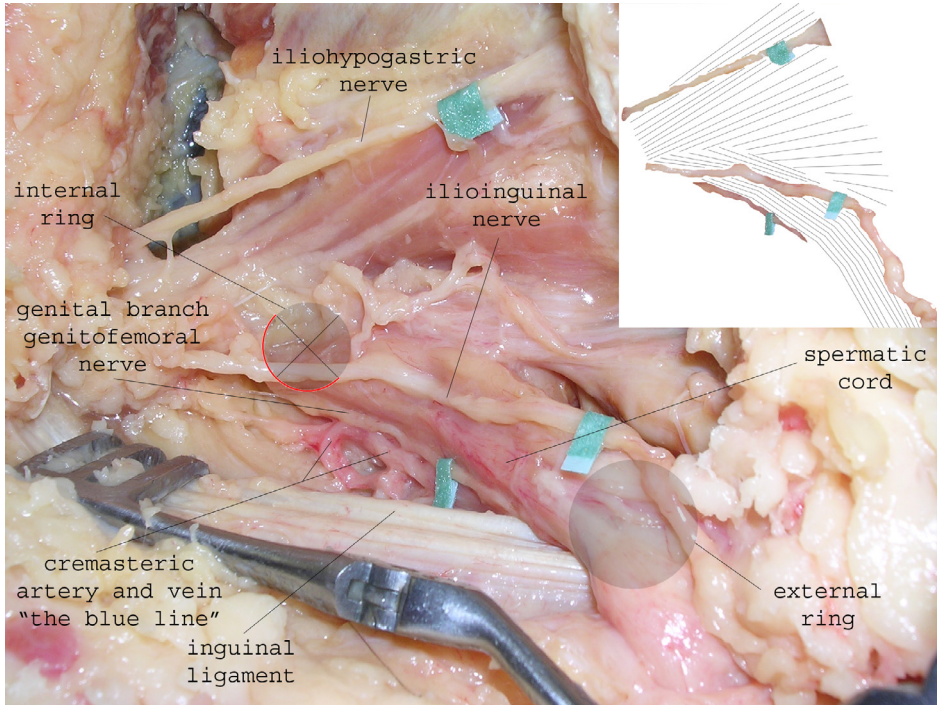 iliohypogastric
nerve
internal
ring
ilioinguinal
nerve
genital branch
genitofemoral
nerve
spermatic
cord
cremasteric
artery and vein
“the blue line”
inguinal
ligament
external
ring